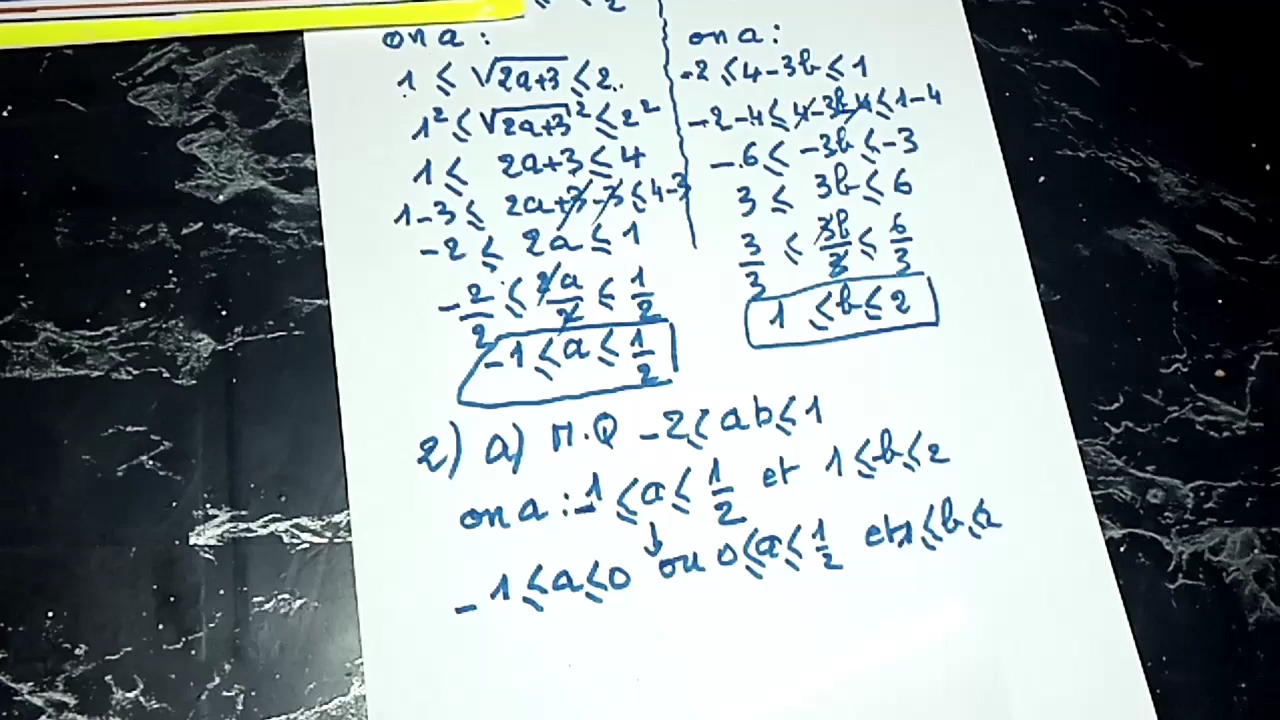 on a :
1 ≤ √2a+3 ≤ 2
1² ≤ √2a+3² ≤ 2²
1 ≤ 2a+3 ≤ 4
1-3 ≤ 2a+3-3 ≤ 4-3
-2 ≤ 2a ≤ 1
-2/2 ≤ 2a/2 ≤ 1/2
-1 ≤ a ≤ 1/2
on a :
-2 ≤ 4-3b ≤ 1
-2-4 ≤ 4-3b-4 ≤ 1-4
-6 ≤ -3b ≤ -3
3 ≤ 3b ≤ 6
3/3 ≤ 3b/3 ≤ 6/3
1 ≤ b ≤ 2
2) a) M.Q -2 ≤ ab ≤ 1
on a : -1 ≤ a ≤ 1/2 et 1 ≤ b ≤ 2
↓
-1 ≤ a ≤ 0 ou 0 ≤ a ≤ 1/2 et 1 ≤ b ≤ 2